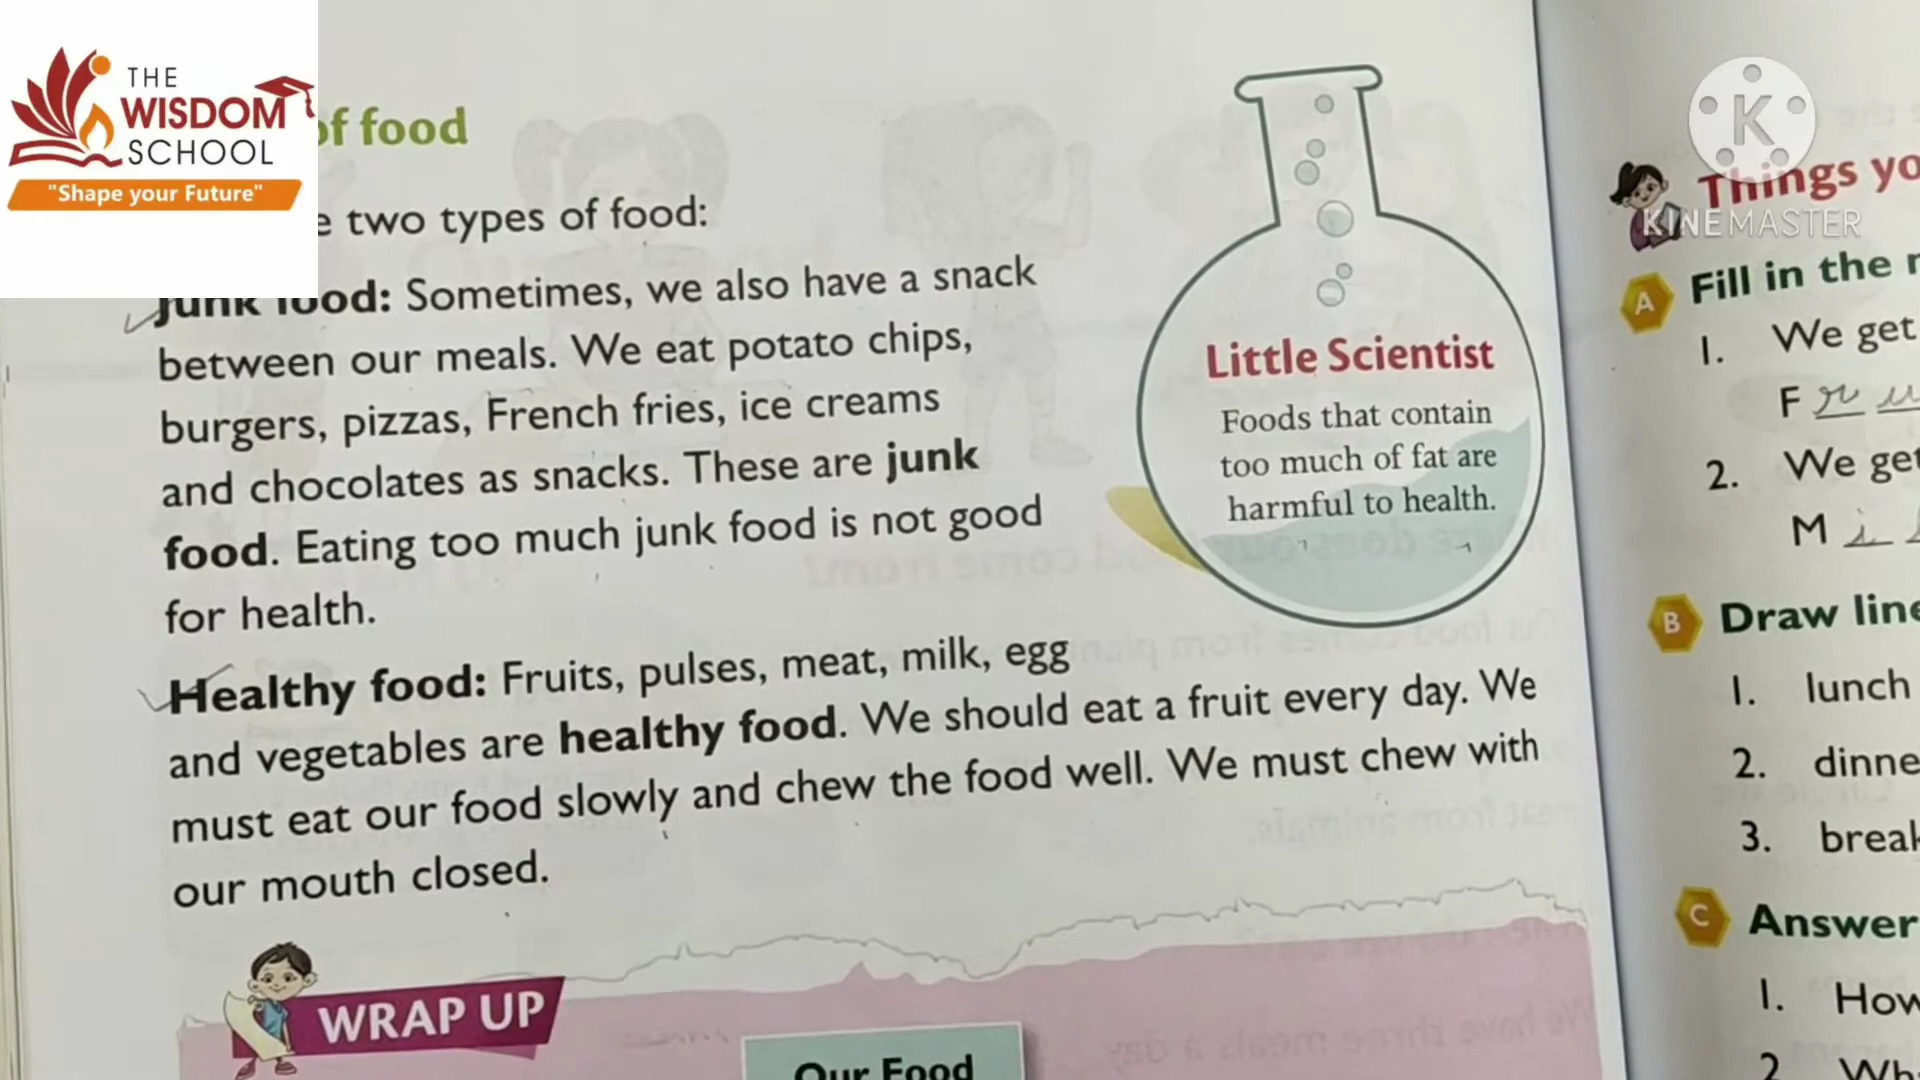 THE
WISDOM
SCHOOL
"Shape your Future"
of food
e two types of food:
Junk food: Sometimes, we also have a snack
between our meals. We eat potato chips,
burgers, pizzas, French fries, ice creams
and chocolates as snacks. These are junk
food. Eating too much junk food is not good
for health.
Healthy food: Fruits, pulses, meat, milk, egg
and vegetables are healthy food. We should eat a fruit every day. We
must eat our food slowly and chew the food well. We must chew with
our mouth closed.
Little Scientist
Foods that contain
too much of fat are
harmful to health.
WRAP UP
Our Food
K
KINEMASTER
Things yo
A Fill in the
1. We get
F r u
2. We get
M i
B Draw line
1. lunch
2. dinne
3. break
C Answer
1. How
2. Wh